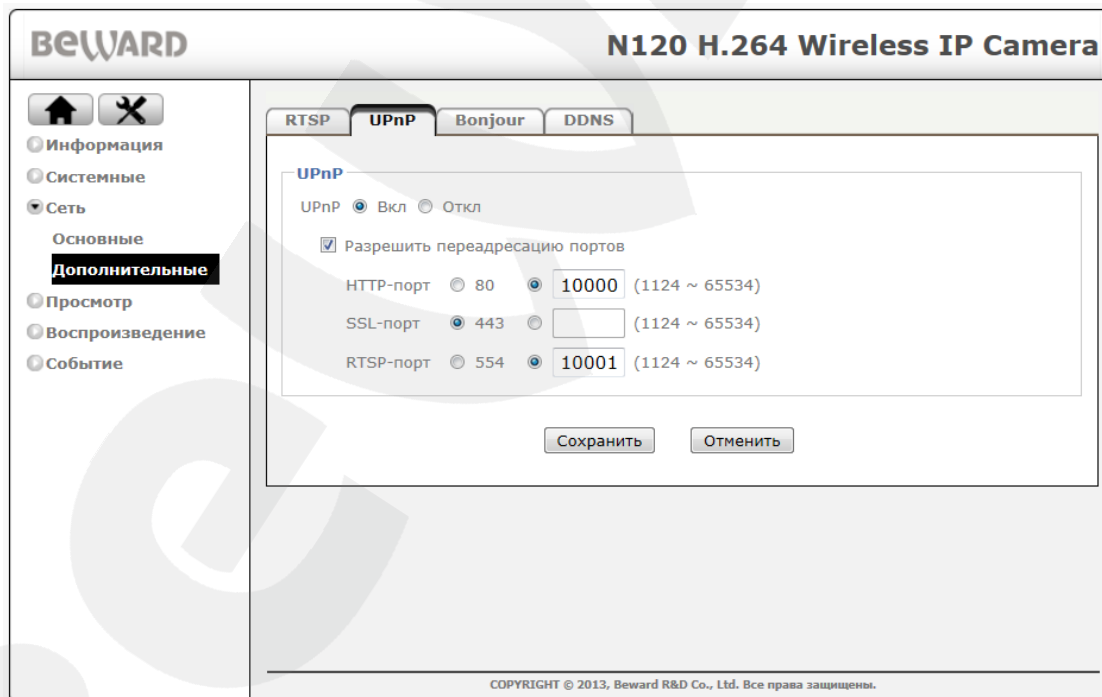 BEWARD
N120 H.264 Wireless IP Camera
Информация
Системные
Сеть
Основные
Дополнительные
Просмотр
Воспроизведение
Событие
RTSP UPnP Bonjour DDNS
UPnP
UPnP Вкл Откл
Разрешить переадресацию портов
HTTP-порт 80 10000 (1124 ~ 65534)
SSL-порт 443 (1124 ~ 65534)
RTSP-порт 554 10001 (1124 ~ 65534)
Сохранить Отменить
COPYRIGHT © 2013, Beward R&D Co., Ltd. Все права защищены.